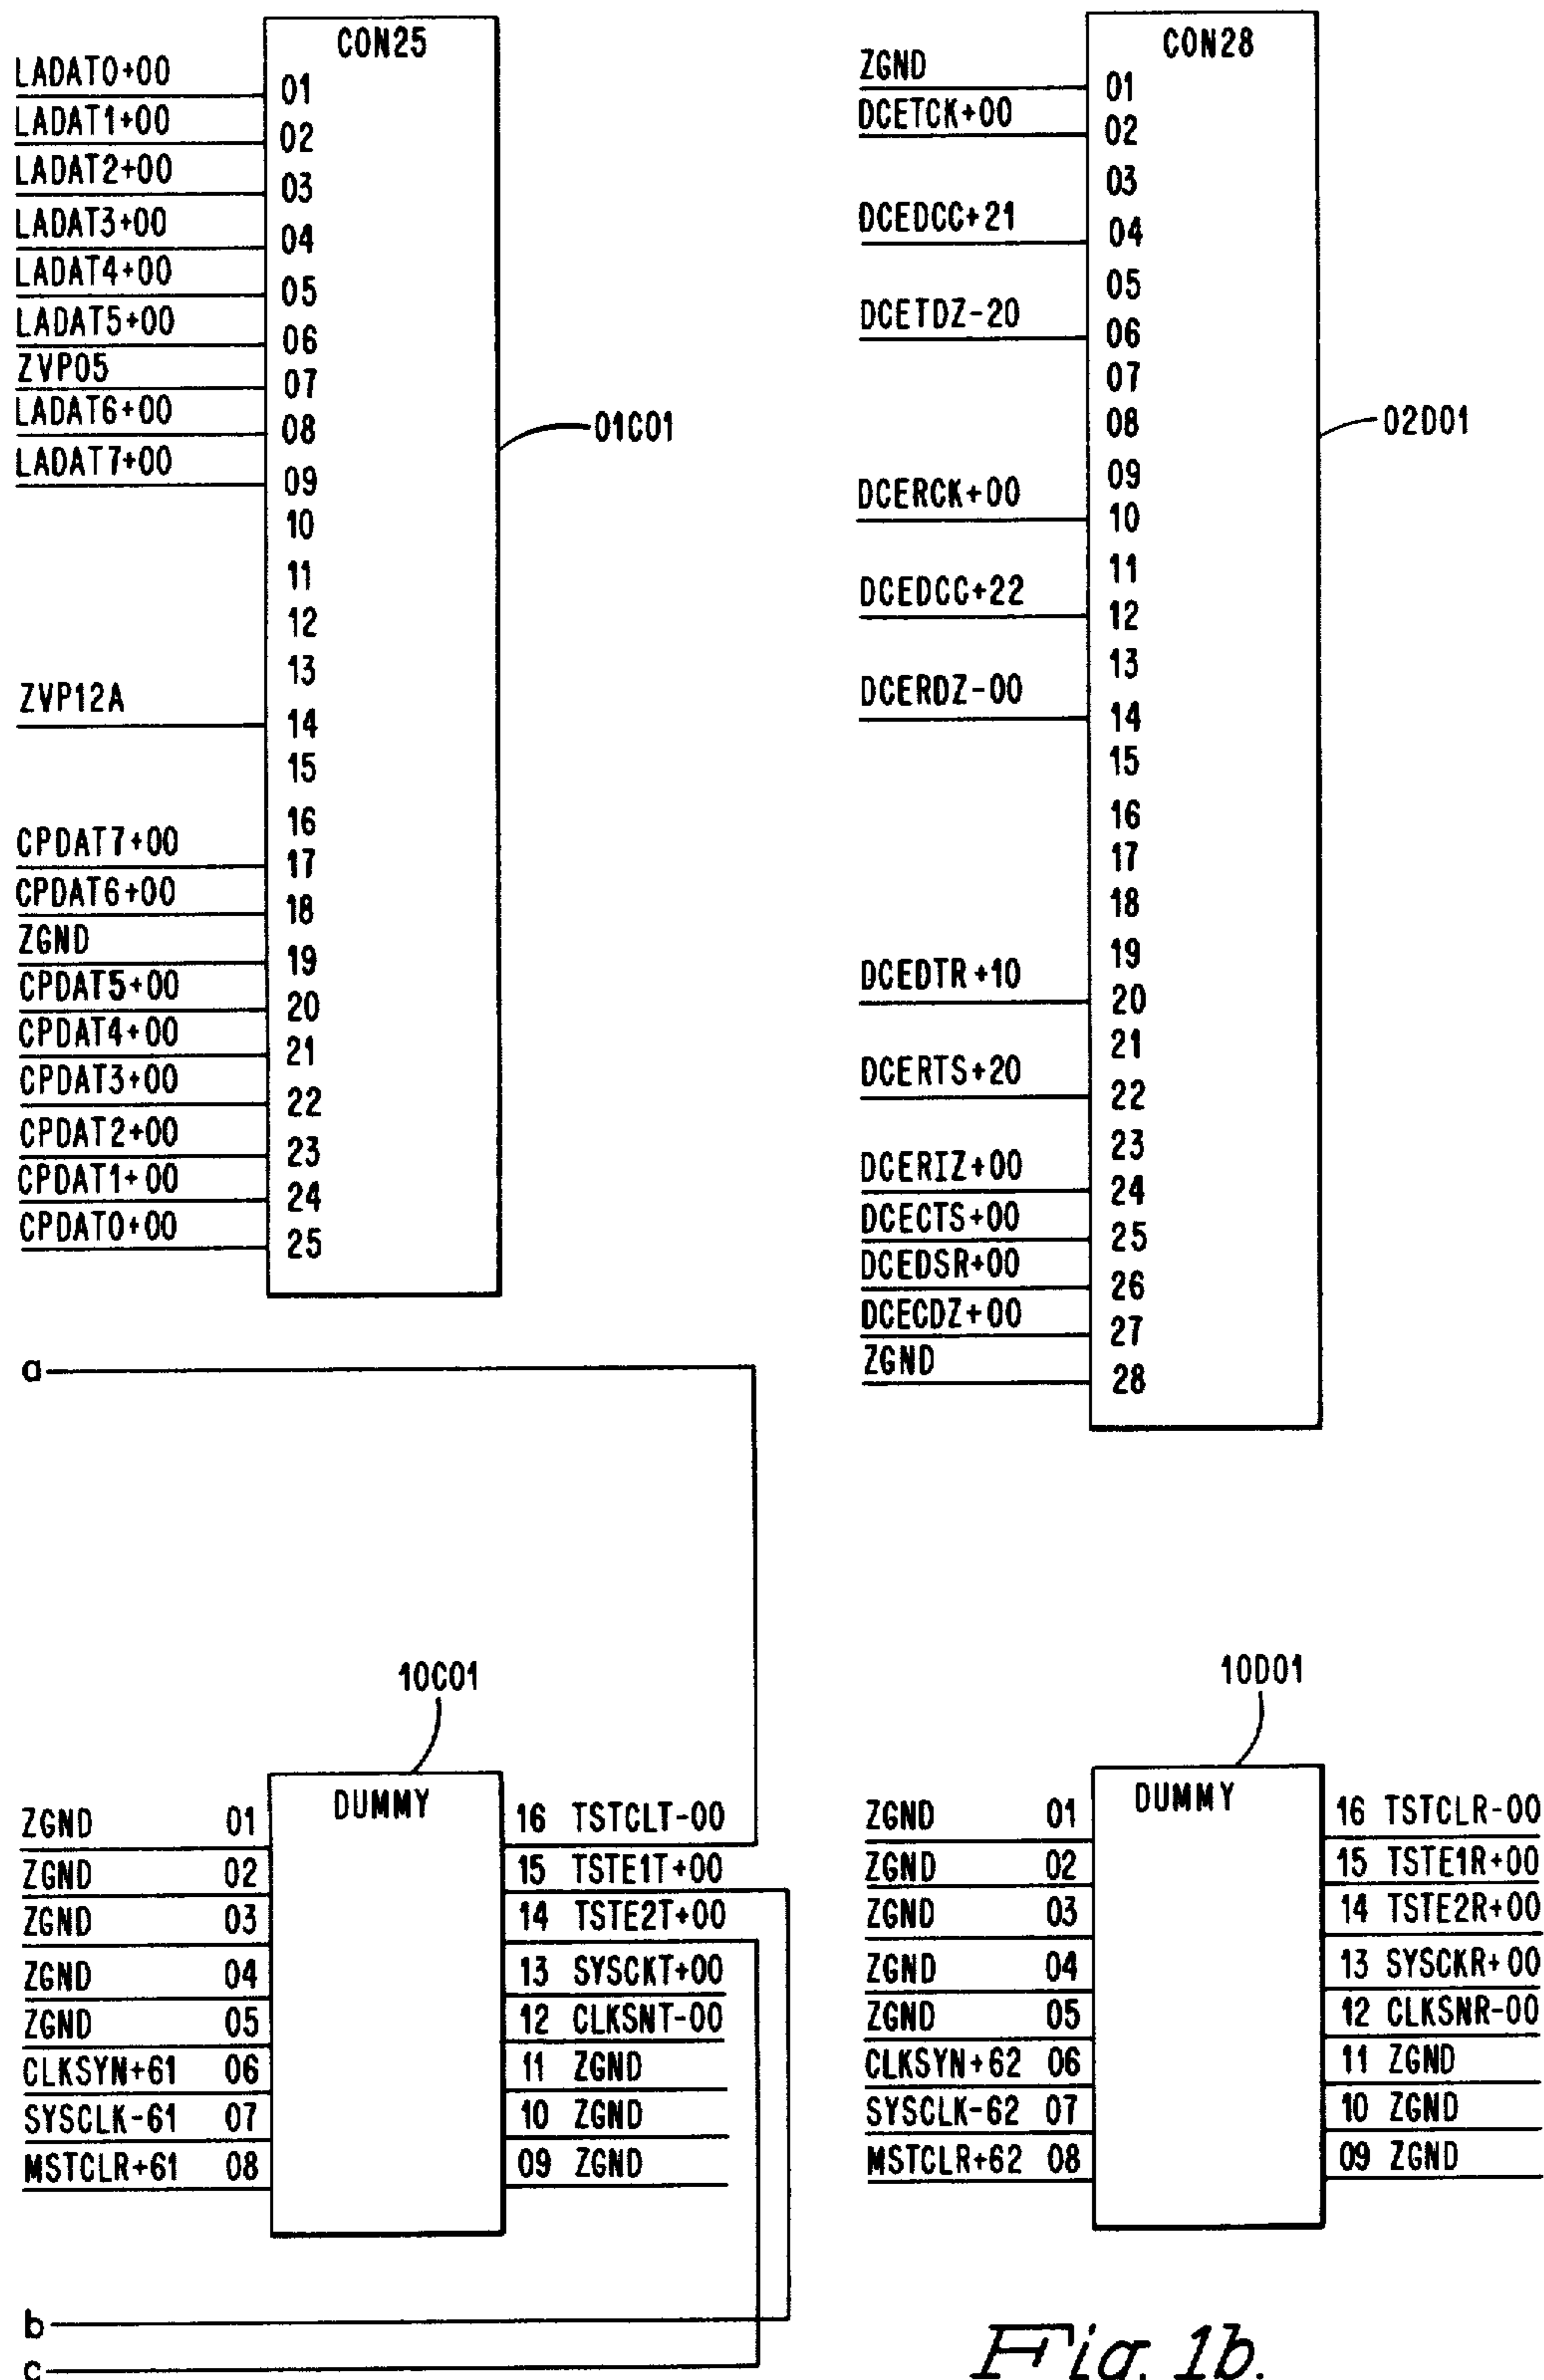 CON25
LADAT0+00 01
LADAT1+00 02
LADAT2+00 03
LADAT3+00 04
LADAT4+00 05
LADAT5+00 06
ZVP05 07
LADAT6+00 08
LADAT7+00 09
10
11
12
13
ZVP12A 14
15
16
CPDAT7+00 17
CPDAT6+00 18
ZGND 19
CPDAT5+00 20
CPDAT4+00 21
CPDAT3+00 22
CPDAT2+00 23
CPDAT1+00 24
CPDAT0+00 25
01C01
CON28
ZGND 01
DCETCK+00 02
03
DCEDCC+21 04
05
DCETDZ-20 06
07
08
09
DCERCK+00 10
11
DCEDCC+22 12
13
DCERDZ-00 14
15
16
17
18
19
DCEDTR+10 20
21
DCERTS+20 22
23
DCERIZ+00 24
DCECTS+00 25
DCEDSR+00 26
DCECDZ+00 27
ZGND 28
02D01
a
10C01
DUMMY
ZGND 01 16 TSTCLT-00
ZGND 02 15 TSTE1T+00
ZGND 03 14 TSTE2T+00
ZGND 04 13 SYSCKT+00
ZGND 05 12 CLKSNT-00
CLKSYN+61 06 11 ZGND
SYSCLK-61 07 10 ZGND
MSTCLR+61 08 09 ZGND
b
c
10D01
DUMMY
ZGND 01 16 TSTCLR-00
ZGND 02 15 TSTE1R+00
ZGND 03 14 TSTE2R+00
ZGND 04 13 SYSCKR+00
ZGND 05 12 CLKSNR-00
CLKSYN+62 06 11 ZGND
SYSCLK-62 07 10 ZGND
MSTCLR+62 08 09 ZGND
Fig. 1b.